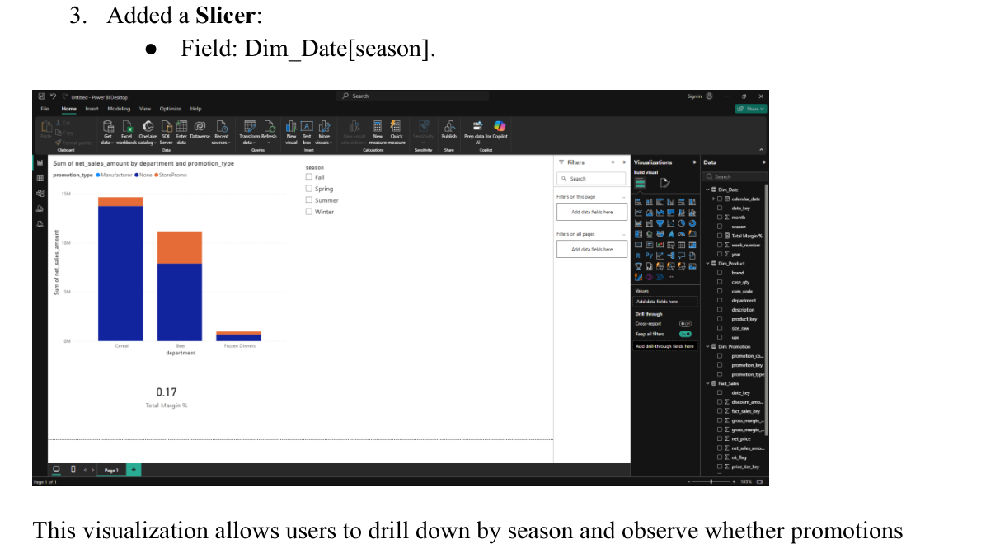 3. Added a Slicer:
● Field: Dim_Date[season].
Untitled - Power BI Desktop
Search
Sign in
File Home Insert Modeling View Optimize Help
Share
Paste
Cut
Copy
Format painter
Get data
Excel workbook
OneLake catalog
SQL Server
Enter data
Dataverse
Recent sources
Transform data
Refresh
New visual
Text box
More visuals
New visual calculation
New measure
Quick measure
Sensitivity
Publish
Prep data for AI
Copilot
Clipboard Data Queries Insert Calculations Sensitivity Share Copilot
Sum of net_sales_amount by department and promotion_type
promotion_type Manufacturer None StorePromo
15M
10M
5M
0M
Sum of net_sales_amount
Cereal Beer Frozen Dinners
department
0.17
Total Margin %
season
Fall
Spring
Summer
Winter
Filters
Search
Filters on this page
Add data fields here
Filters on all pages
Add data fields here
Visualizations
Build visual
Values
Add data fields here
Drill through
Cross-report
Off
Keep all filters
On
Add drill-through fields here
Data
Search
Dim_Date
calendar_date
date_key
month
season
Total Margin %
week_number
year
Dim_Product
brand
case_qty
com_code
department
description
product_key
size_raw
upc
Dim_Promotion
promotion_co...
promotion_key
promotion_type
Fact_Sales
date_key
discount_amo...
fact_sales_key
gross_margin_...
gross_margin_...
net_price
net_sales_amo...
ok_flag
price_tier_key
Page 1
Page 1 of 1
100%
This visualization allows users to drill down by season and observe whether promotions